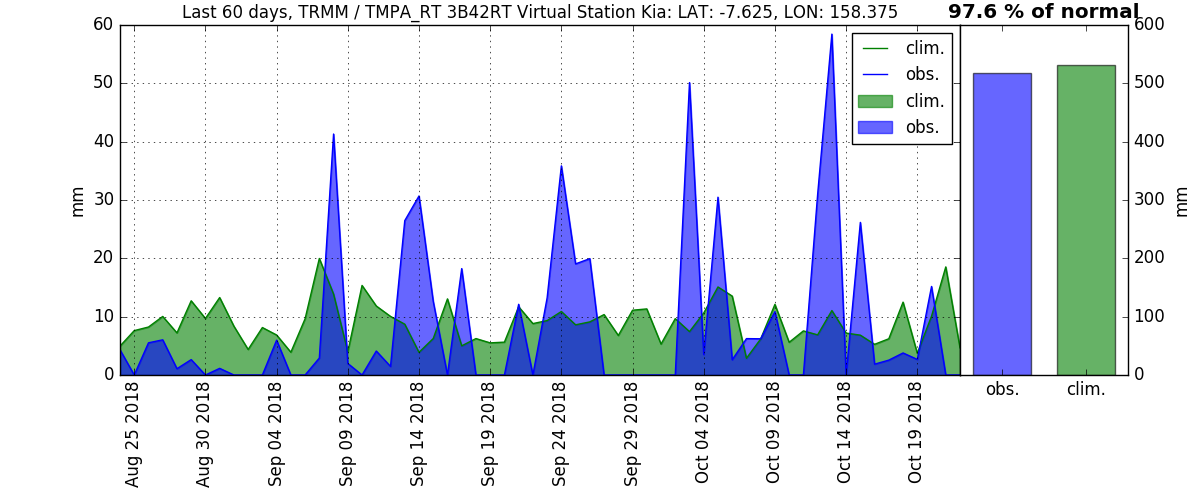 Last 60 days, TRMM / TMPA_RT 3B42RT Virtual Station Kia: LAT: -7.625, LON: 158.375
97.6 % of normal
60
50
40
30
20
10
0
mm
clim.
obs.
clim.
obs.
600
500
400
300
200
100
0
mm
Aug 25 2018
Aug 30 2018
Sep 04 2018
Sep 09 2018
Sep 14 2018
Sep 19 2018
Sep 24 2018
Sep 29 2018
Oct 04 2018
Oct 09 2018
Oct 14 2018
Oct 19 2018
obs.
clim.